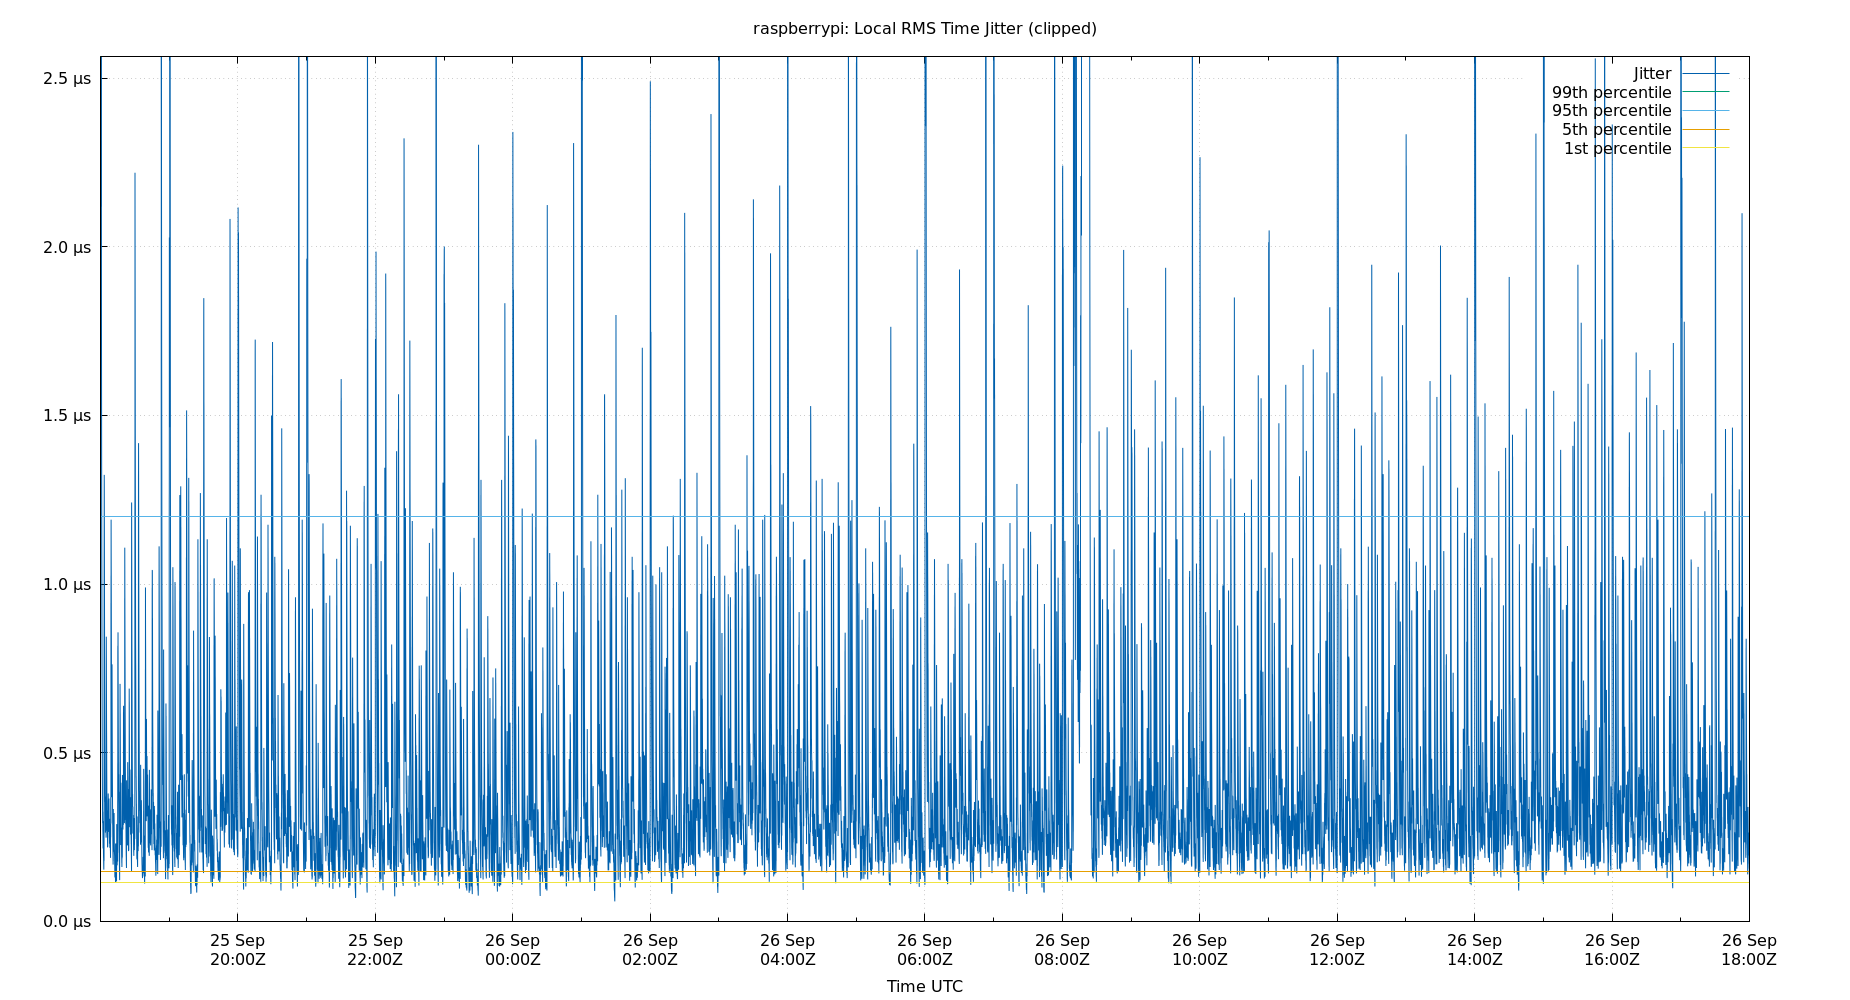 raspberrypi: Local RMS Time Jitter (clipped)
2.5 µs
2.0 µs
1.5 µs
1.0 µs
0.5 µs
0.0 µs
Jitter
99th percentile
95th percentile
5th percentile
1st percentile
25 Sep
20:00Z
25 Sep
22:00Z
26 Sep
00:00Z
26 Sep
02:00Z
26 Sep
04:00Z
26 Sep
06:00Z
26 Sep
08:00Z
26 Sep
10:00Z
26 Sep
12:00Z
26 Sep
14:00Z
26 Sep
16:00Z
26 Sep
18:00Z
Time UTC